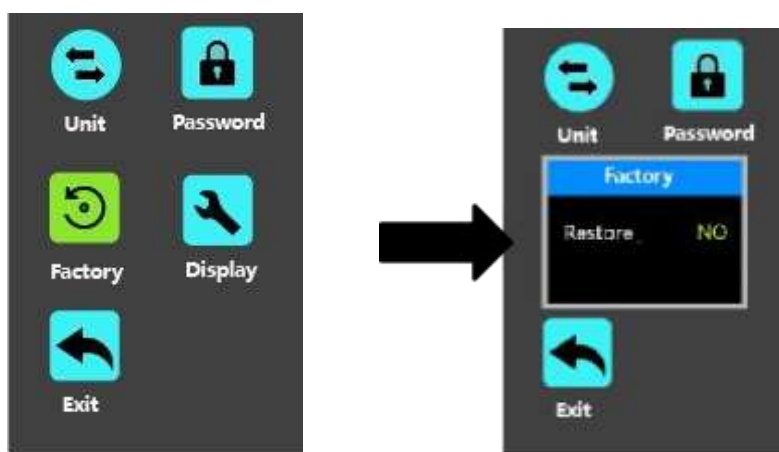 Unit Password
Factory Display
Exit
Unit Password
Factory
Restore NO
Exit